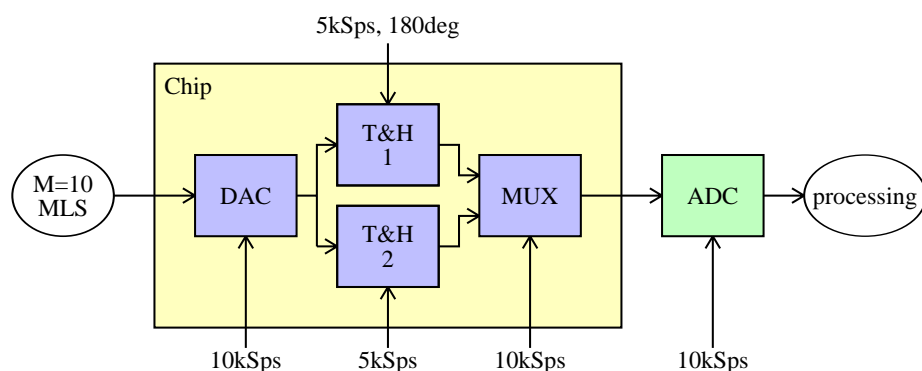 5kSps, 180deg
Chip
T&H
1
M=10
MLS
DAC
MUX
ADC
processing
T&H
2
10kSps
5kSps
10kSps
10kSps